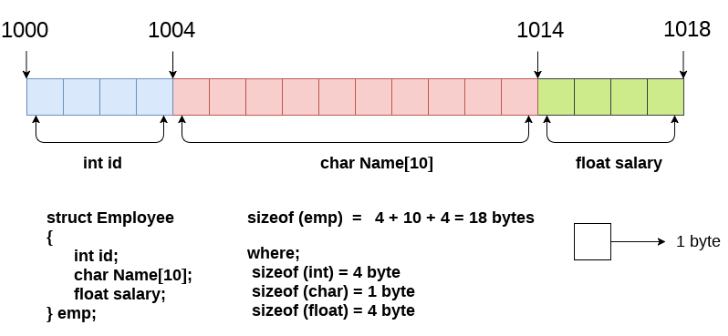 1000 1004 1014 1018
int id char Name[10] float salary
struct Employee
{
int id;
char Name[10];
float salary;
} emp;
sizeof (emp) = 4 + 10 + 4 = 18 bytes
where;
sizeof (int) = 4 byte
sizeof (char) = 1 byte
sizeof (float) = 4 byte
1 byte